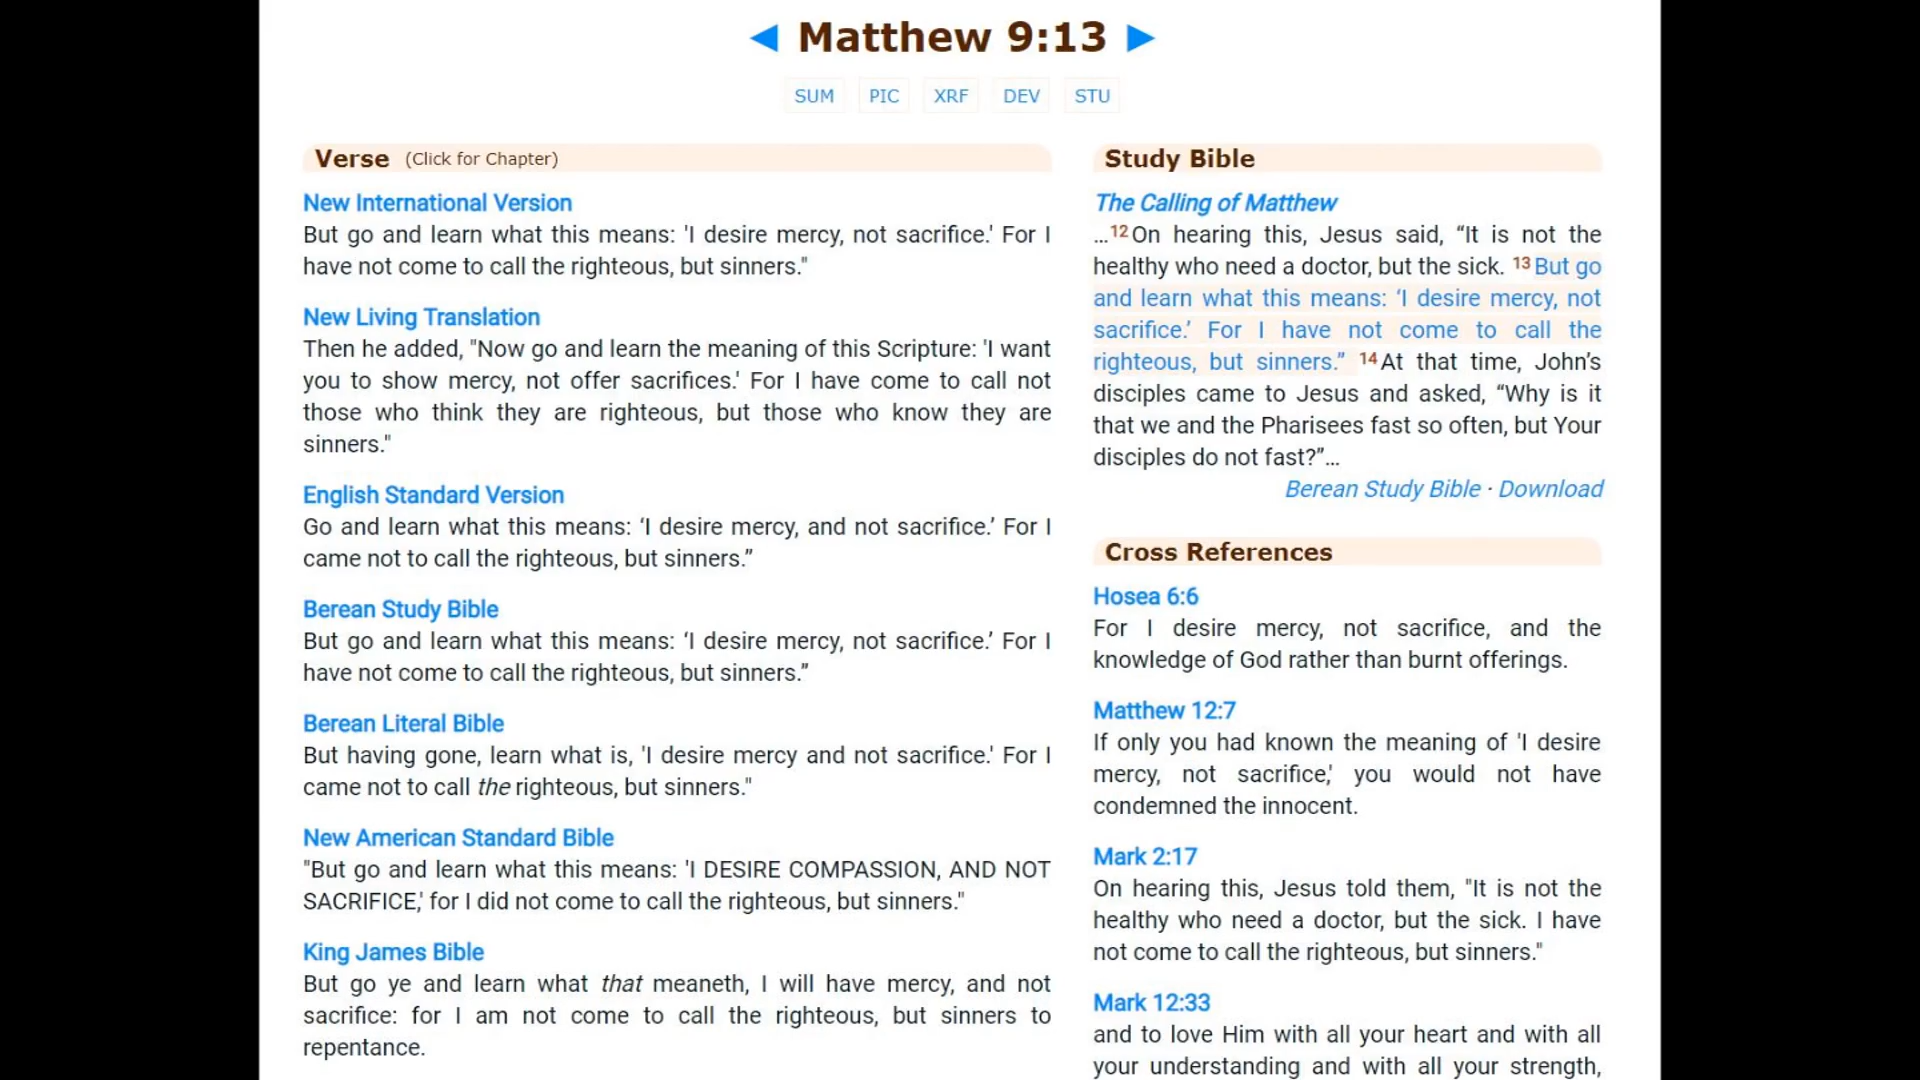 ◀ Matthew 9:13 ▶
SUM PIC XRF DEV STU
Verse (Click for Chapter)
New International Version
But go and learn what this means: 'I desire mercy, not sacrifice.' For I
have not come to call the righteous, but sinners."
New Living Translation
Then he added, "Now go and learn the meaning of this Scripture: 'I want
you to show mercy, not offer sacrifices.' For I have come to call not
those who think they are righteous, but those who know they are
sinners."
English Standard Version
Go and learn what this means: ‘I desire mercy, and not sacrifice.’ For I
came not to call the righteous, but sinners.”
Berean Study Bible
But go and learn what this means: ‘I desire mercy, not sacrifice.’ For I
have not come to call the righteous, but sinners.”
Berean Literal Bible
But having gone, learn what is, 'I desire mercy and not sacrifice.' For I
came not to call the righteous, but sinners."
New American Standard Bible
"But go and learn what this means: 'I DESIRE COMPASSION, AND NOT
SACRIFICE,' for I did not come to call the righteous, but sinners."
King James Bible
But go ye and learn what that meaneth, I will have mercy, and not
sacrifice: for I am not come to call the righteous, but sinners to
repentance.
Study Bible
The Calling of Matthew
…12On hearing this, Jesus said, “It is not the
healthy who need a doctor, but the sick. 13But go
and learn what this means: ‘I desire mercy, not
sacrifice.’ For I have not come to call the
righteous, but sinners.” 14At that time, John’s
disciples came to Jesus and asked, “Why is it
that we and the Pharisees fast so often, but Your
disciples do not fast?”…
Berean Study Bible · Download
Cross References
Hosea 6:6
For I desire mercy, not sacrifice, and the
knowledge of God rather than burnt offerings.
Matthew 12:7
If only you had known the meaning of 'I desire
mercy, not sacrifice,' you would not have
condemned the innocent.
Mark 2:17
On hearing this, Jesus told them, "It is not the
healthy who need a doctor, but the sick. I have
not come to call the righteous, but sinners."
Mark 12:33
and to love Him with all your heart and with all
your understanding and with all your strength,